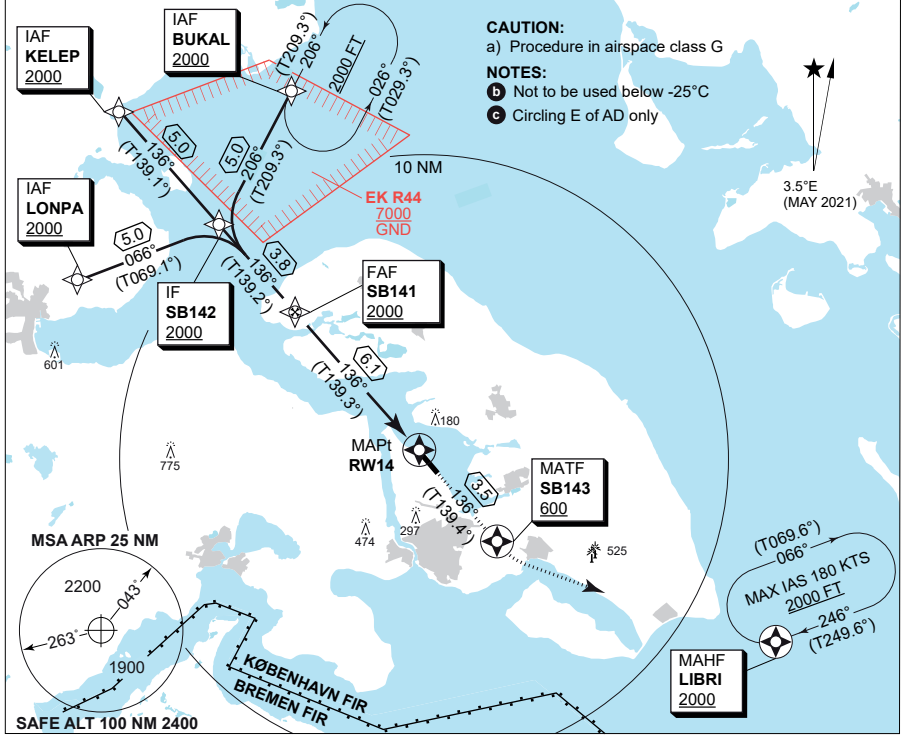 IAF
KELEP
2000
IAF
BUKAL
2000
(T209.3°)
206°
2000 FT
026°
(T029.3°)
CAUTION:
a) Procedure in airspace class G
NOTES:
b Not to be used below -25°C
c Circling E of AD only
3.5°E
(MAY 2021)
5.0
136°
(T139.1°)
5.0
206°
(T209.3°)
10 NM
EK R44
7000
GND
IAF
LONPA
2000
5.0
066°
(T069.1°)
3.8
136°
(T139.2°)
IF
SB142
2000
FAF
SB141
2000
601
6.1
136°
(T139.3°)
180
775
MAPt
RW14
3.5
136°
(T139.4°)
MATF
SB143
600
474
297
525
MSA ARP 25 NM
2200
043°
263°
1900
SAFE ALT 100 NM 2400
KØBENHAVN FIR
BREMEN FIR
(T069.6°)
066°
MAX IAS 180 KTS
2000 FT
246°
(T249.6°)
MAHF
LIBRI
2000